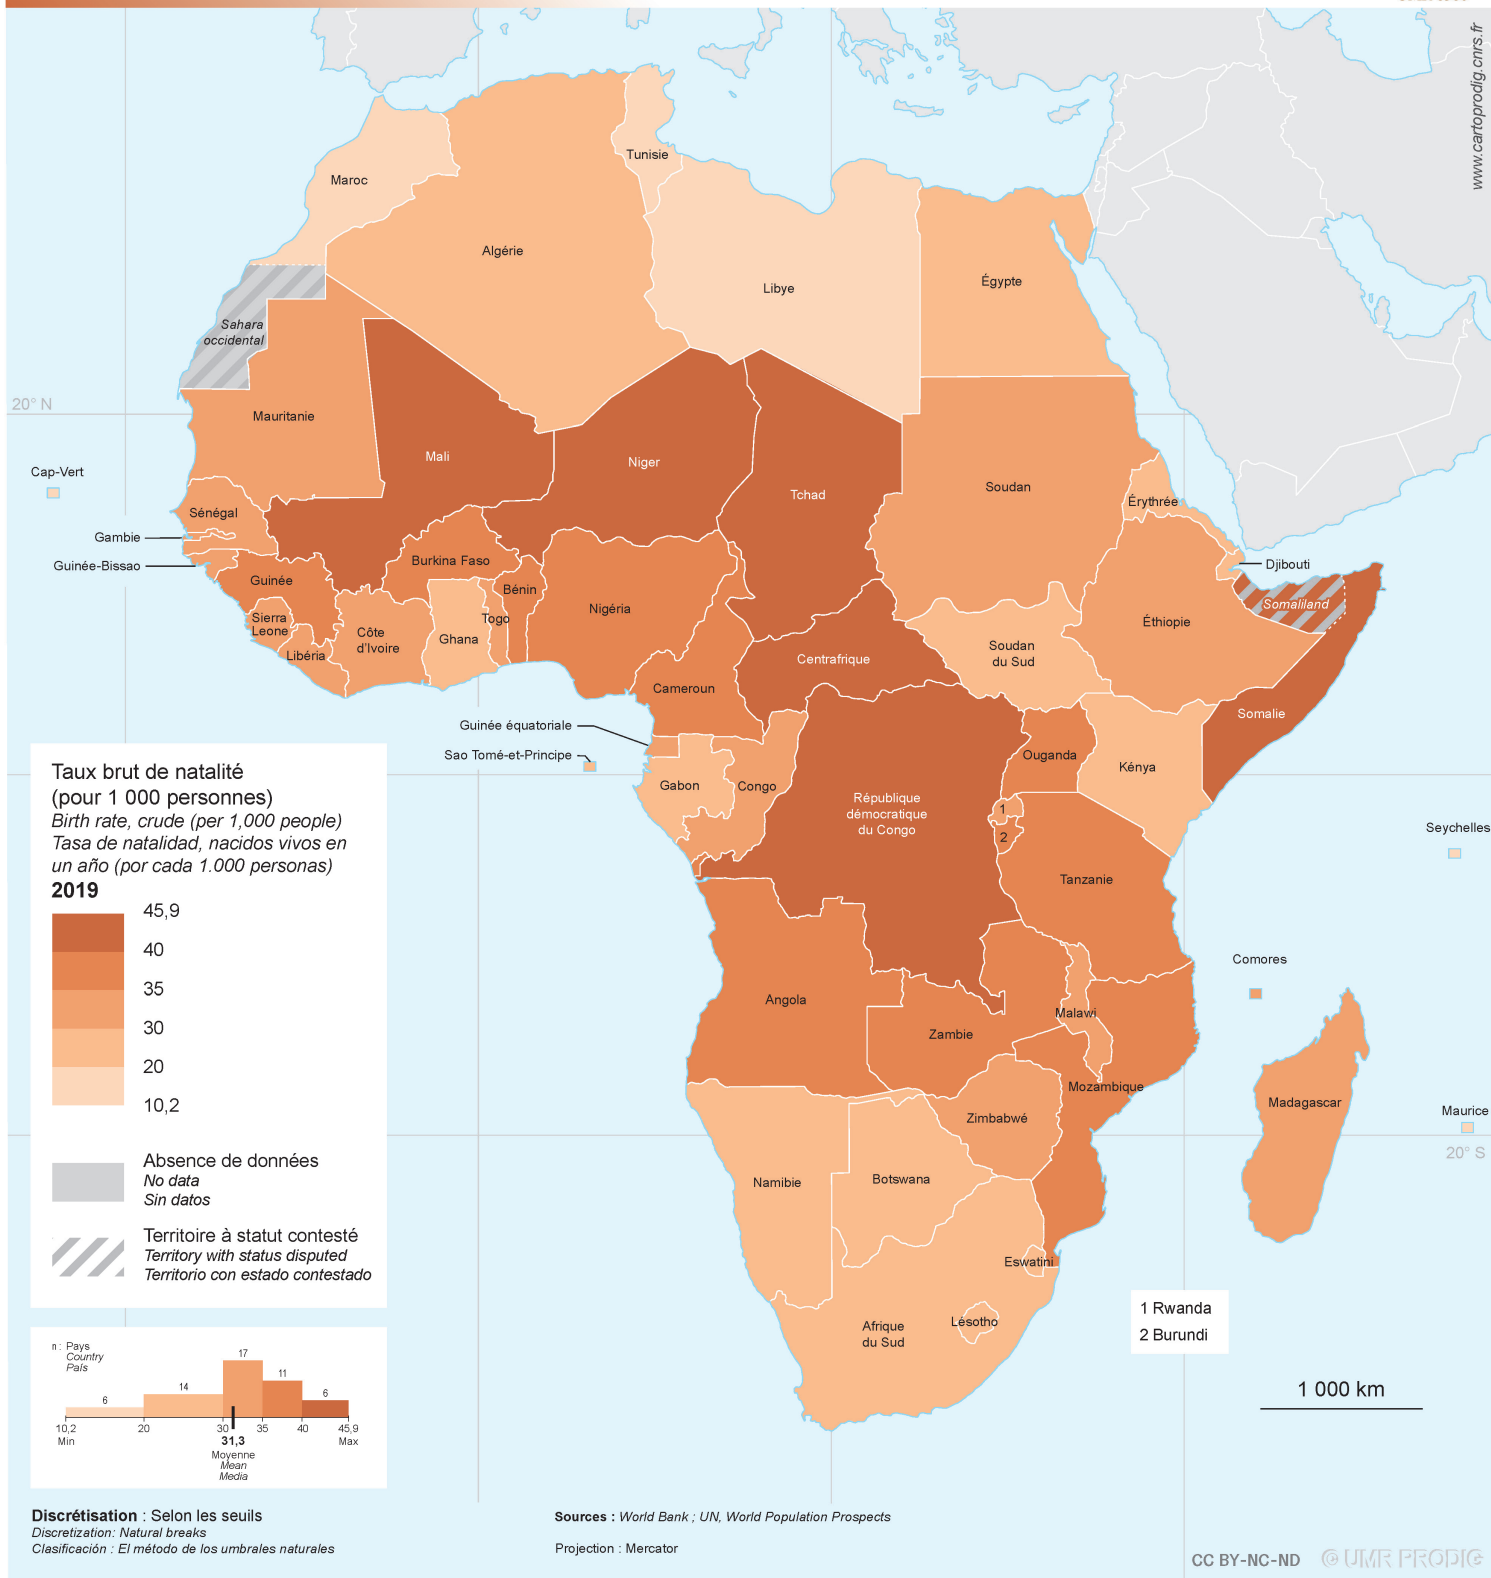 www.cartoprodig.cnrs.fr
Tunisie
Maroc
Algérie
Libye
Égypte
Sahara
occidental
20° N
Mauritanie
Mali
Niger
Tchad
Soudan
Érythrée
Cap-Vert
Sénégal
Gambie
Guinée-Bissao
Burkina Faso
Djibouti
Guinée
Bénin
Nigéria
Somaliland
Sierra
Leone
Togo
Éthiopie
Côte
d'Ivoire
Ghana
Libéria
Centrafrique
Soudan
du Sud
Cameroun
Somalie
Guinée équatoriale
Sao Tomé-et-Principe
Ouganda
Kénya
Gabon
Congo
République
démocratique
du Congo
1
2
Seychelles
Tanzanie
Comores
Angola
Malawi
Zambie
Mozambique
Madagascar
Maurice
Zimbabwé
20° S
Namibie
Botswana
Eswatini
Lésotho
Afrique
du Sud
1 Rwanda
2 Burundi
1 000 km
Taux brut de natalité
(pour 1 000 personnes)
Birth rate, crude (per 1,000 people)
Tasa de natalidad, nacidos vivos en
un año (por cada 1.000 personas)
2019
45,9
40
35
30
20
10,2
Absence de données
No data
Sin datos
Territoire à statut contesté
Territory with status disputed
Territorio con estado contestado
n : Pays
Country
País
6
14
17
11
6
10,2
20
30
35
40
45,9
Min
31,3
Max
Moyenne
Mean
Media
Discrétisation : Selon les seuils
Discretization: Natural breaks
Clasificación : El método de los umbrales naturales
Sources : World Bank ; UN, World Population Prospects
Projection : Mercator
CC BY-NC-ND
© UMR PRODIG